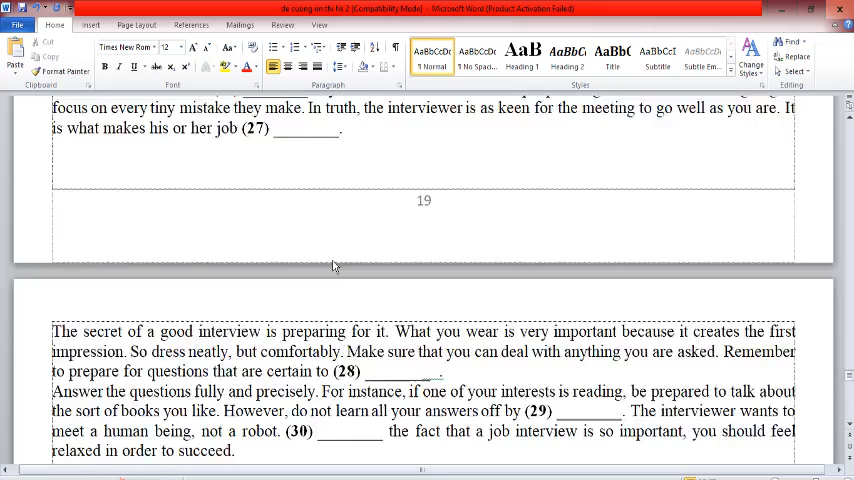 de cuong on thi hk 2 [Compatibility Mode] - Microsoft Word (Product Activation Failed)
File Home Insert Page Layout References Mailings Review View
Paste Cut Copy Format Painter Clipboard
Times New Rom 12 Font
Paragraph
AaBbCcDc AaBbCcDc AaBbC AaBbCc AaBbC AaBbCcI AaBbCcDc
¶ Normal ¶ No Spaci... Heading 1 Heading 2 Title Subtitle Subtle Em...
Styles
Change Styles
Find Replace Select Editing
focus on every tiny mistake they make. In truth, the interviewer is as keen for the meeting to go well as you are. It
is what makes his or her job (27) ________.
19
The secret of a good interview is preparing for it. What you wear is very important because it creates the first
impression. So dress neatly, but comfortably. Make sure that you can deal with anything you are asked. Remember
to prepare for questions that are certain to (28) ________ .
Answer the questions fully and precisely. For instance, if one of your interests is reading, be prepared to talk about
the sort of books you like. However, do not learn all your answers off by (29) ________. The interviewer wants to
meet a human being, not a robot. (30) ________ the fact that a job interview is so important, you should feel
relaxed in order to succeed.